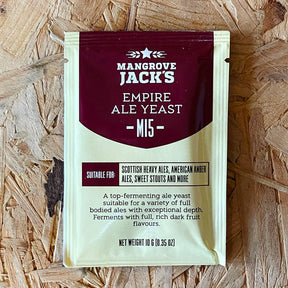 MANGROVE
JACK'S
EMPIRE
ALE YEAST
M15
SUITABLE FOR:
SCOTTISH HEAVY ALES, AMERICAN AMBER
ALES, SWEET STOUTS AND MORE
A top-fermenting ale yeast
suitable for a variety of full
bodied ales with exceptional depth.
Ferments with full, rich dark fruit
flavours.
NET WEIGHT 10 G (0.35 OZ)